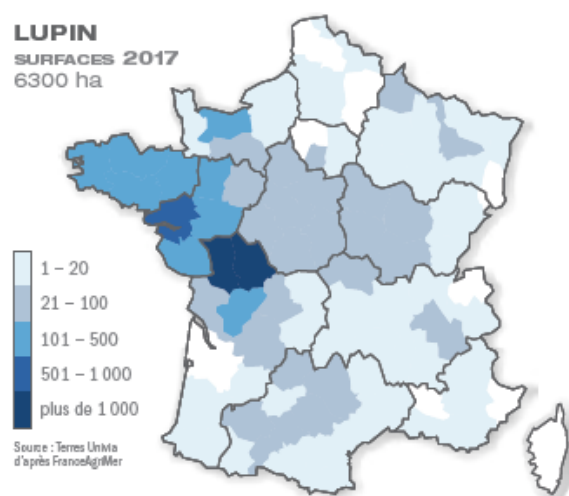 LUPIN
SURFACES 2017
6300 ha
1 – 20
21 – 100
101 – 500
501 – 1 000
plus de 1 000
Source : Terres Univia
d'après FranceAgriMer